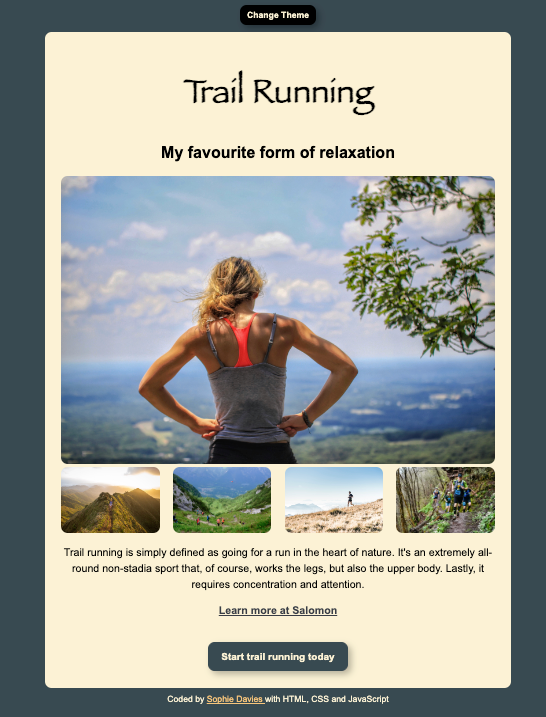 Change Theme
Trail Running
My favourite form of relaxation
Trail running is simply defined as going for a run in the heart of nature. It's an extremely all-
round non-stadia sport that, of course, works the legs, but also the upper body. Lastly, it
requires concentration and attention.
Learn more at Salomon
Start trail running today
Coded by Sophie Davies with HTML, CSS and JavaScript